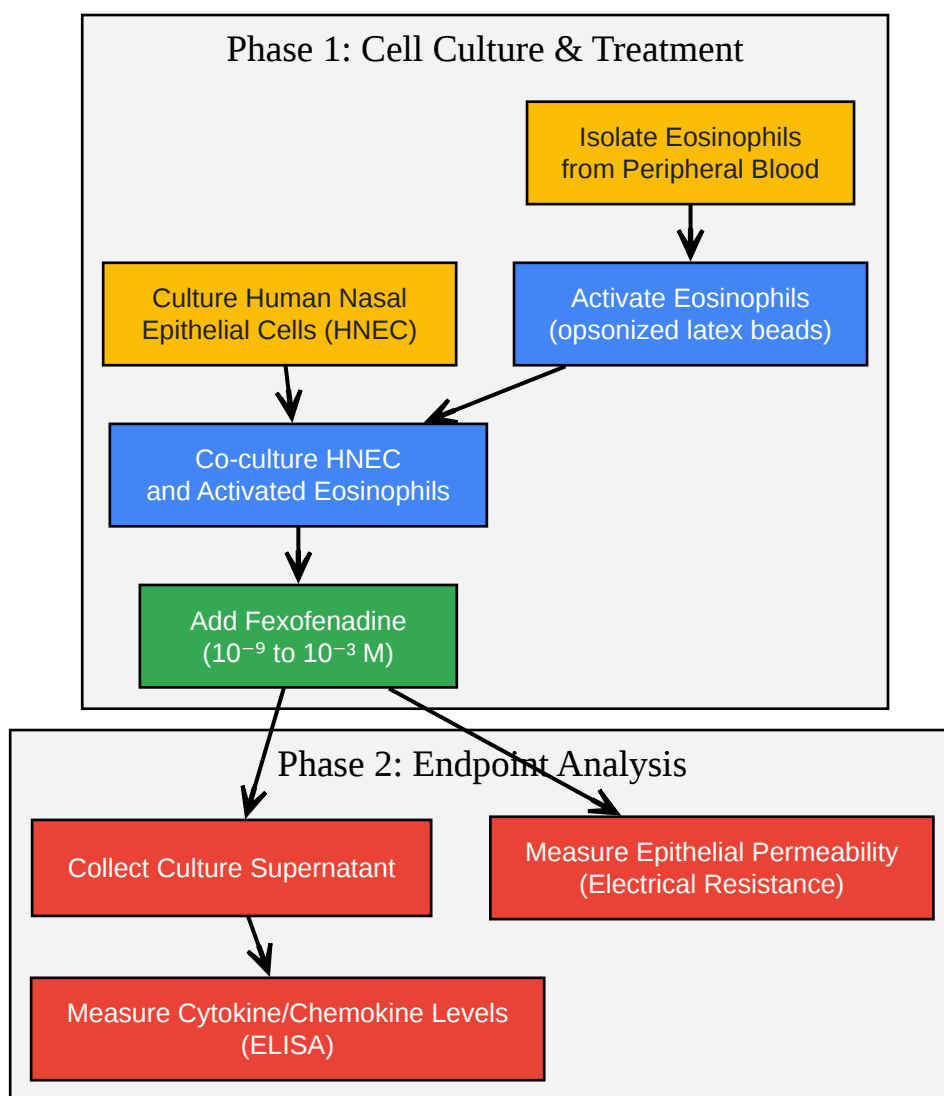 Phase 1: Cell Culture & Treatment
Isolate Eosinophils
from Peripheral Blood
Culture Human Nasal
Epithelial Cells (HNEC)
Activate Eosinophils
(opsonized latex beads)
Co-culture HNEC
and Activated Eosinophils
Add Fexofenadine
(10⁻⁹ to 10⁻³ M)
Phase 2: Endpoint Analysis
Collect Culture Supernatant
Measure Epithelial Permeability
(Electrical Resistance)
Measure Cytokine/Chemokine Levels
(ELISA)